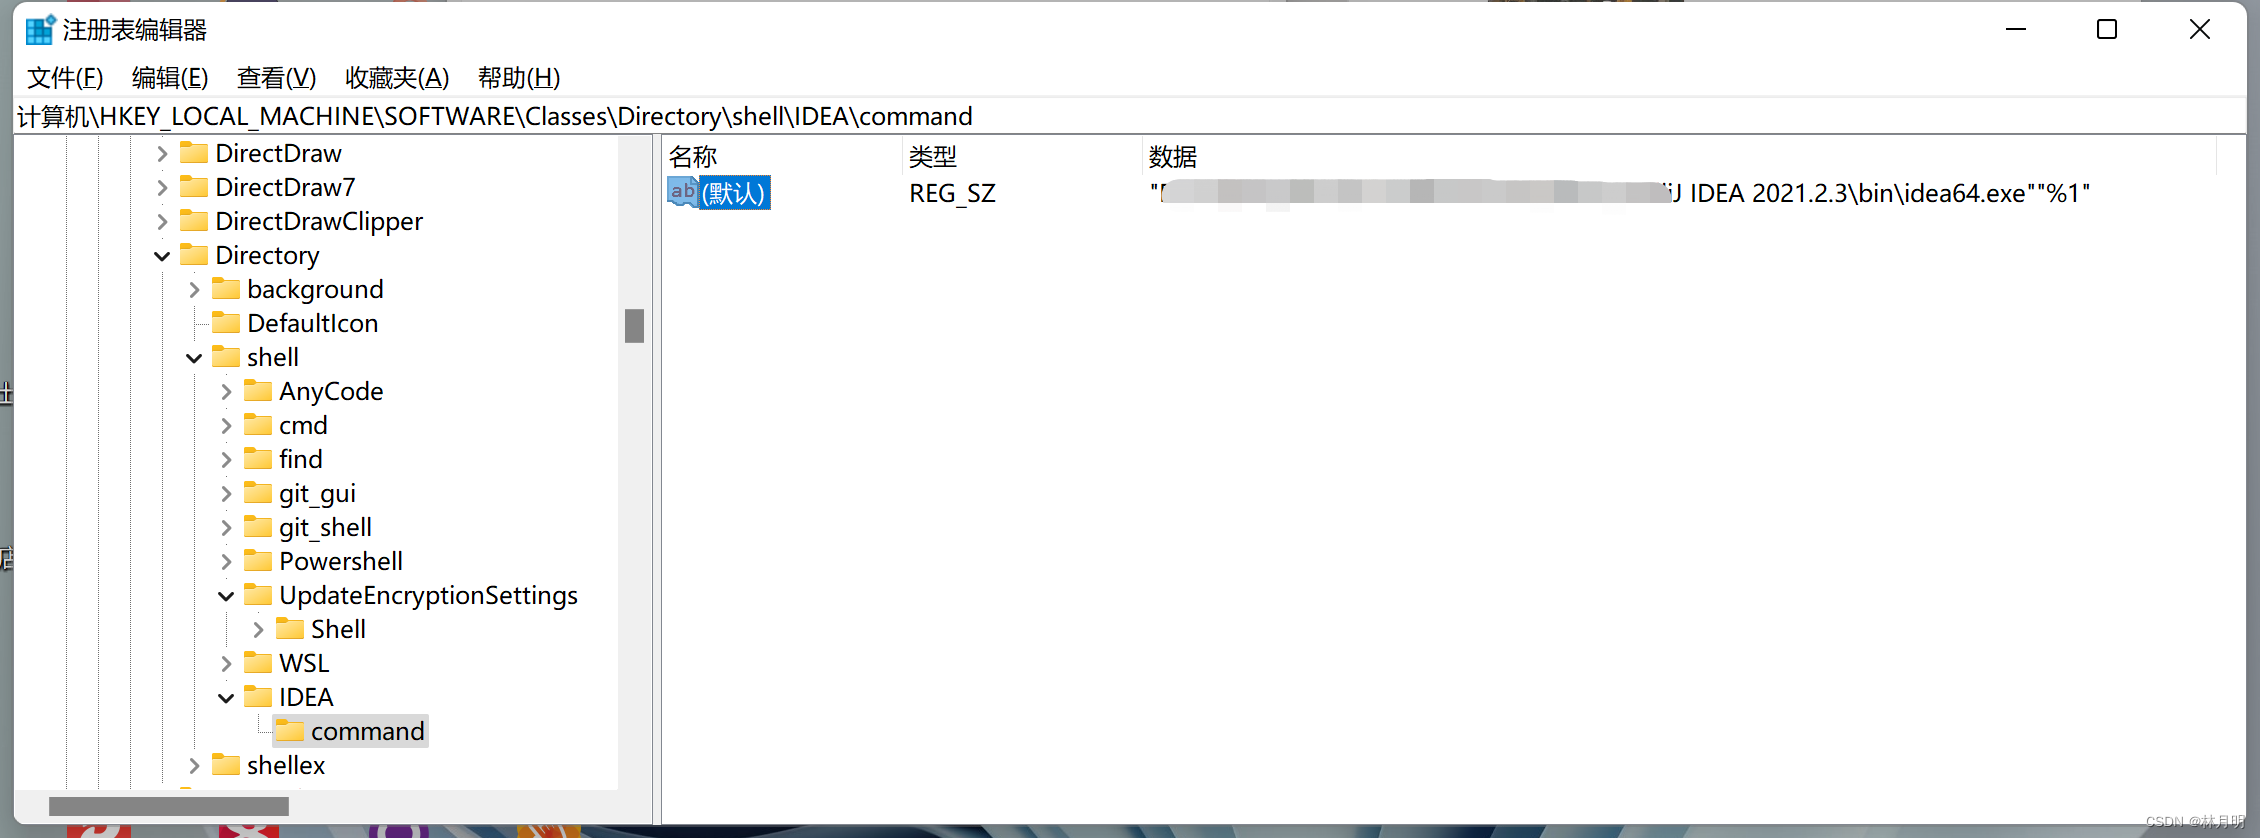 注册表编辑器
文件(F) 编辑(E) 查看(V) 收藏夹(A) 帮助(H)
计算机\HKEY_LOCAL_MACHINE\SOFTWARE\Classes\Directory\shell\IDEA\command
DirectDraw
DirectDraw7
DirectDrawClipper
Directory
background
DefaultIcon
shell
AnyCode
cmd
find
git_gui
git_shell
Powershell
UpdateEncryptionSettings
Shell
WSL
IDEA
command
shellex
名称 类型 数据
ab (默认) REG_SZ IDEA 2021.2.3\bin\idea64.exe""%1"
CSDN @林月明